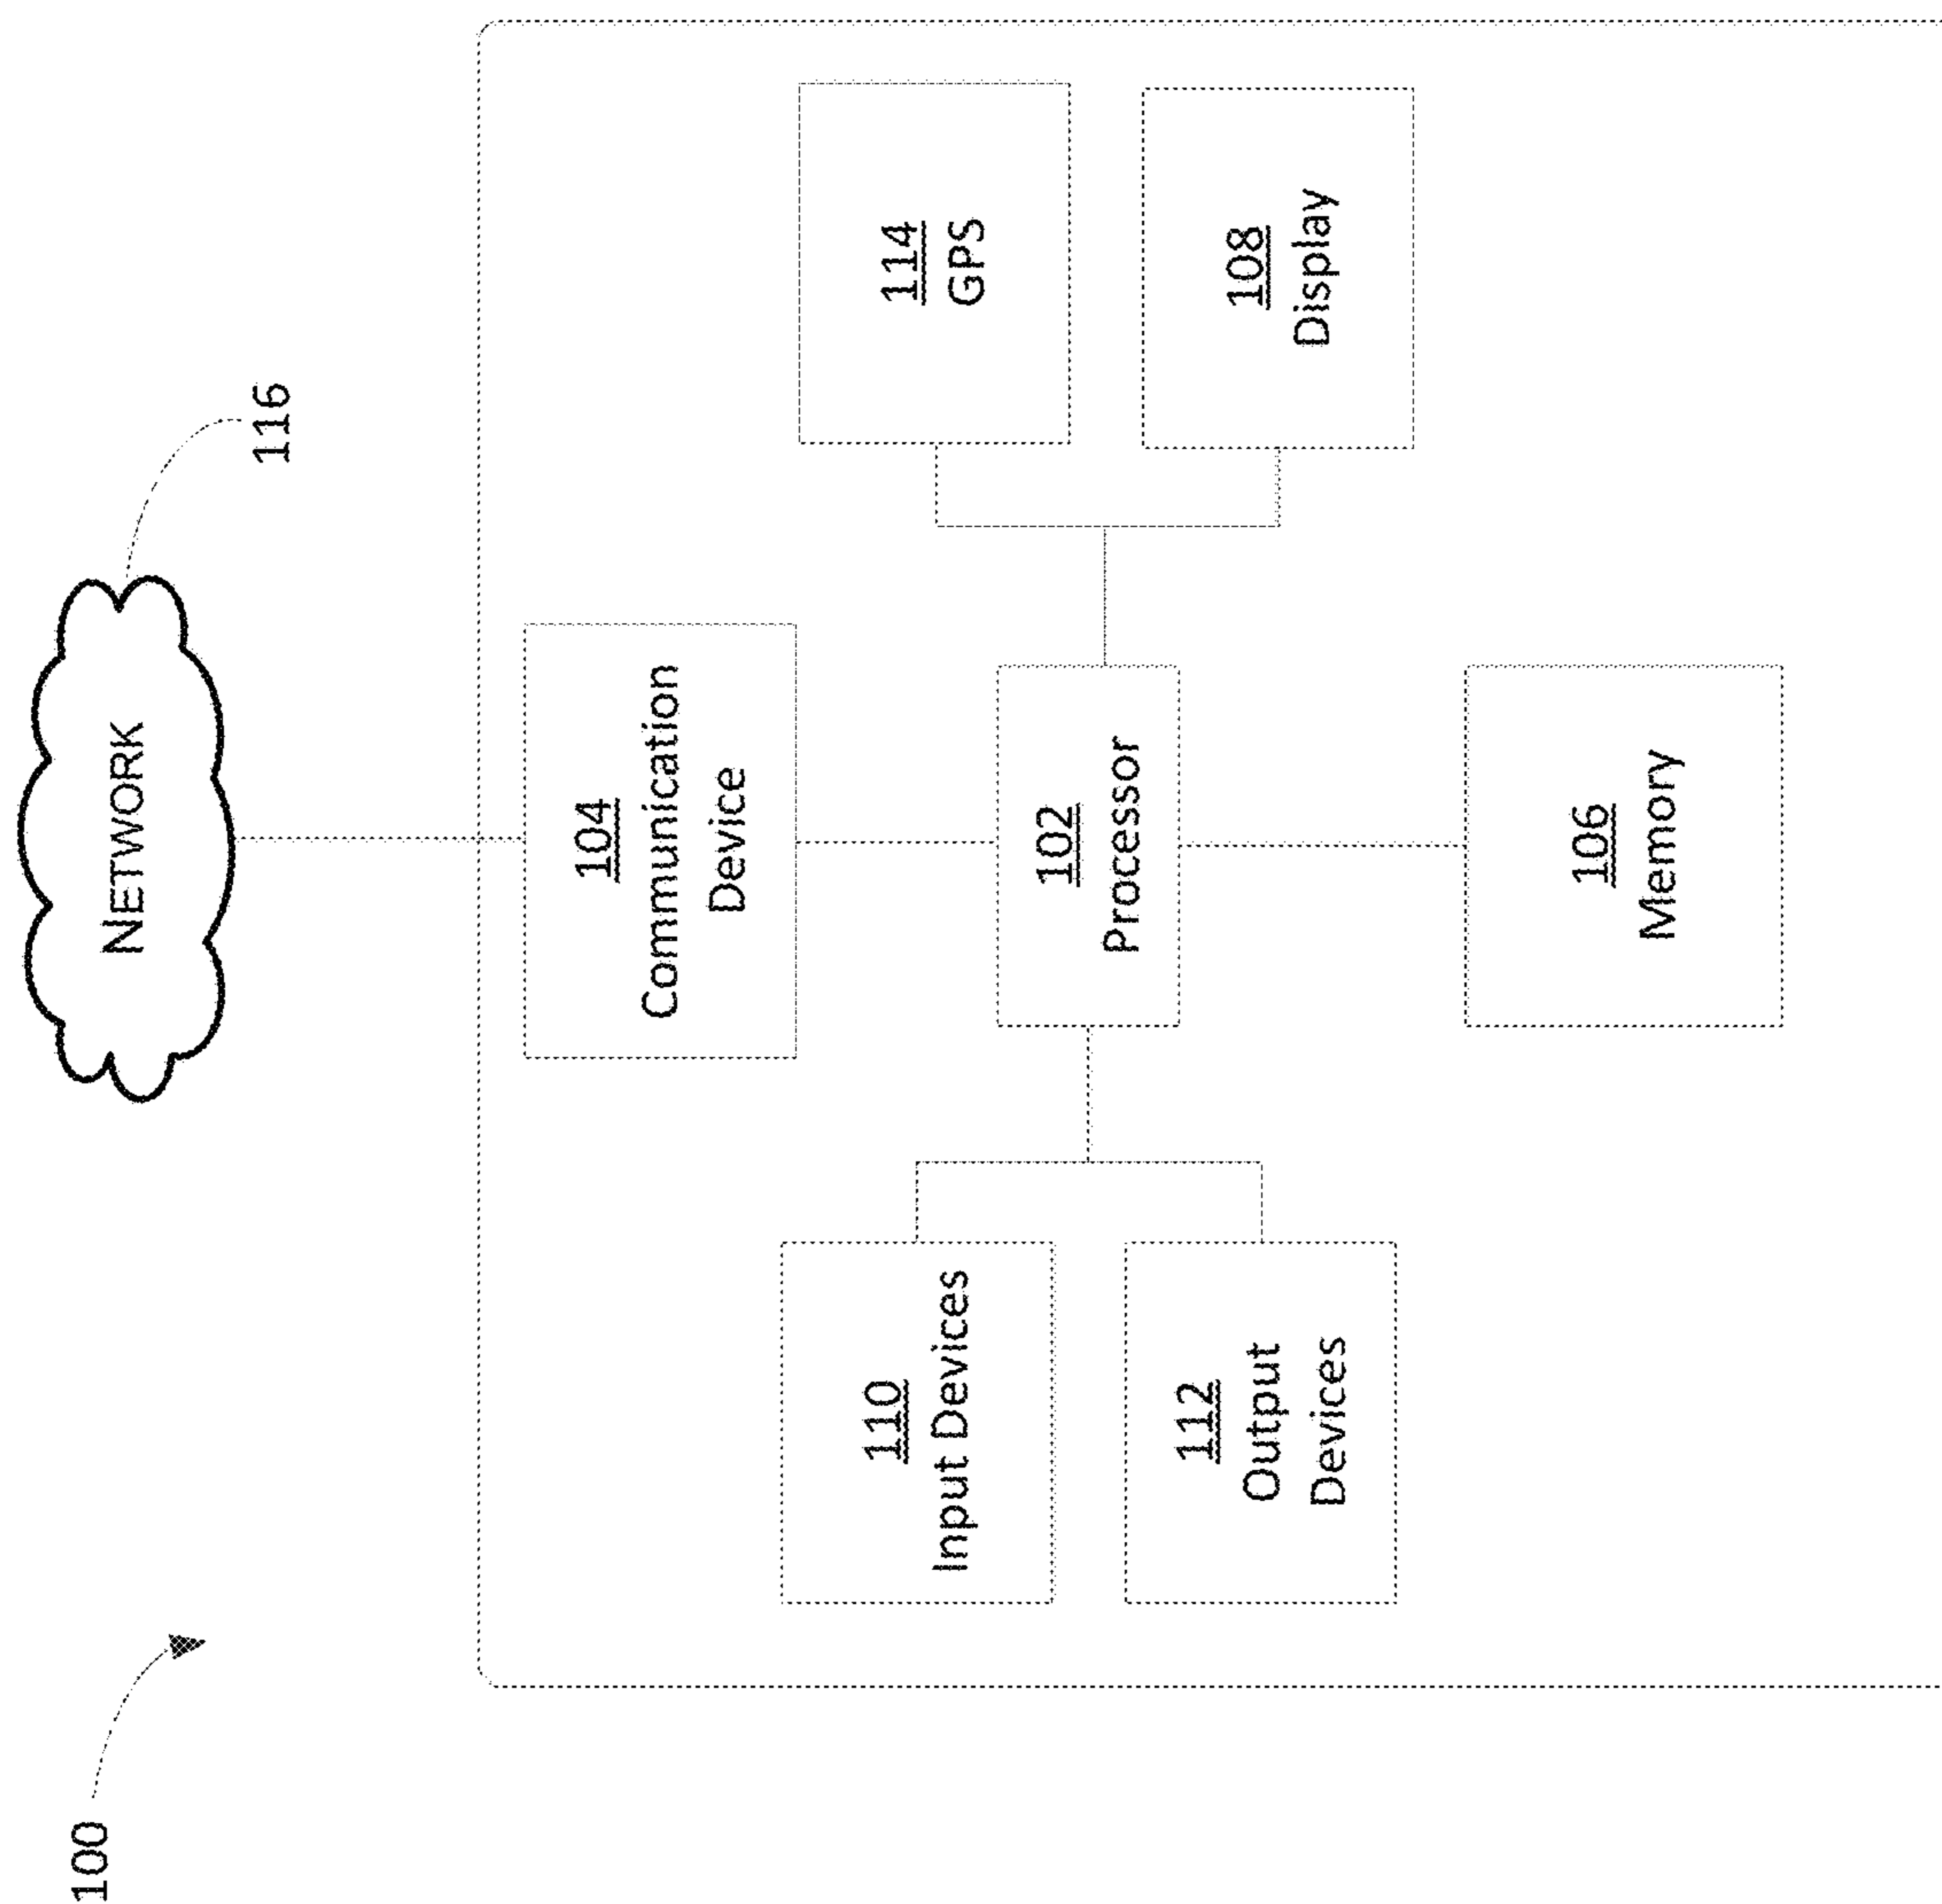 100
NETWORK
116
104
Communication
Device
110
Input Devices
102
Processor
114
GPS
112
Output
Devices
108
Display
106
Memory